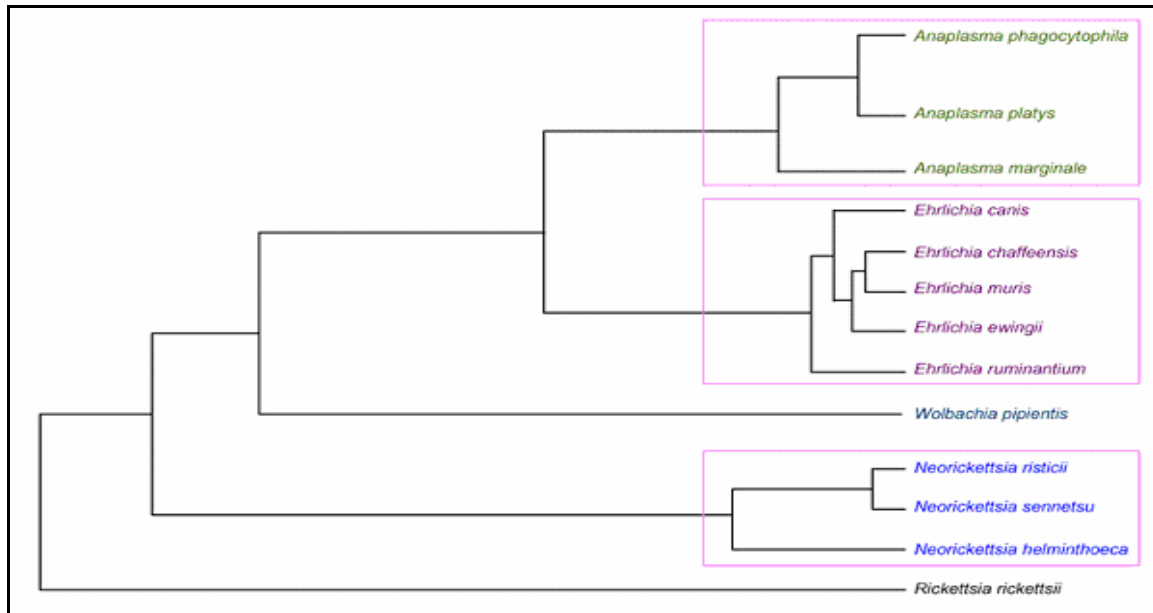 Anaplasma phagocytophila
Anaplasma platys
Anaplasma marginale
Ehrlichia canis
Ehrlichia chaffeensis
Ehrlichia muris
Ehrlichia ewingii
Ehrlichia ruminantium
Wolbachia pipientis
Neorickettsia risticii
Neorickettsia sennetsu
Neorickettsia helminthoeca
Rickettsia rickettsii